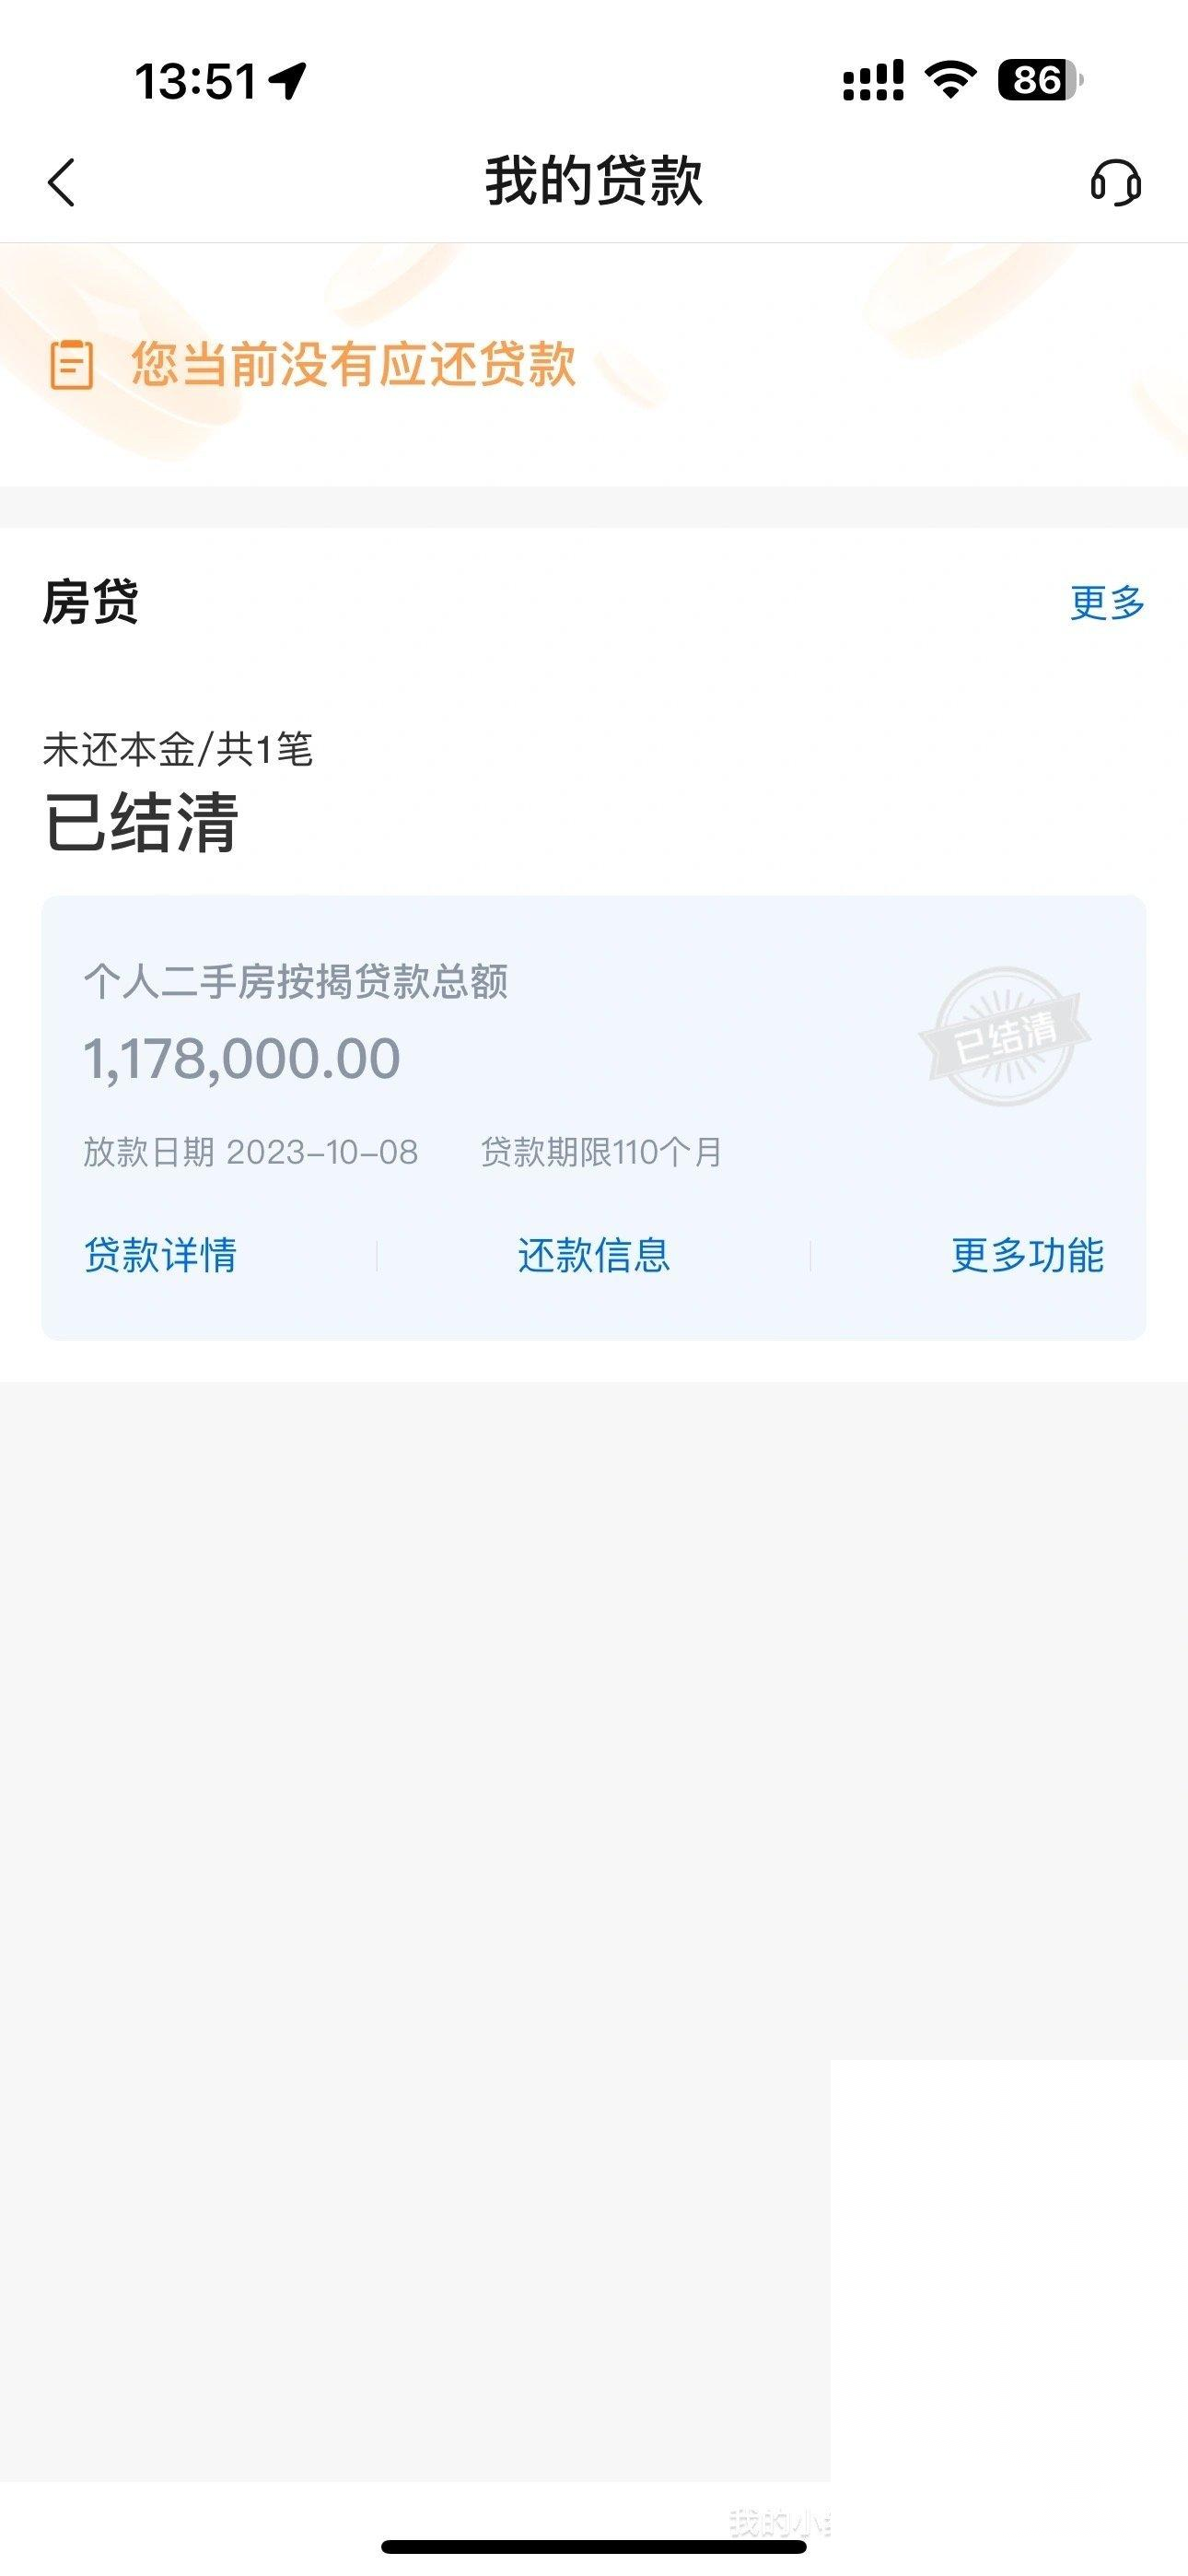 13:51
86
我的贷款
您当前没有应还贷款
房贷
更多
未还本金/共1笔
已结清
个人二手房按揭贷款总额
已结清
1,178,000.00
放款日期 2023-10-08 贷款期限110个月
贷款详情 还款信息 更多功能
我的小